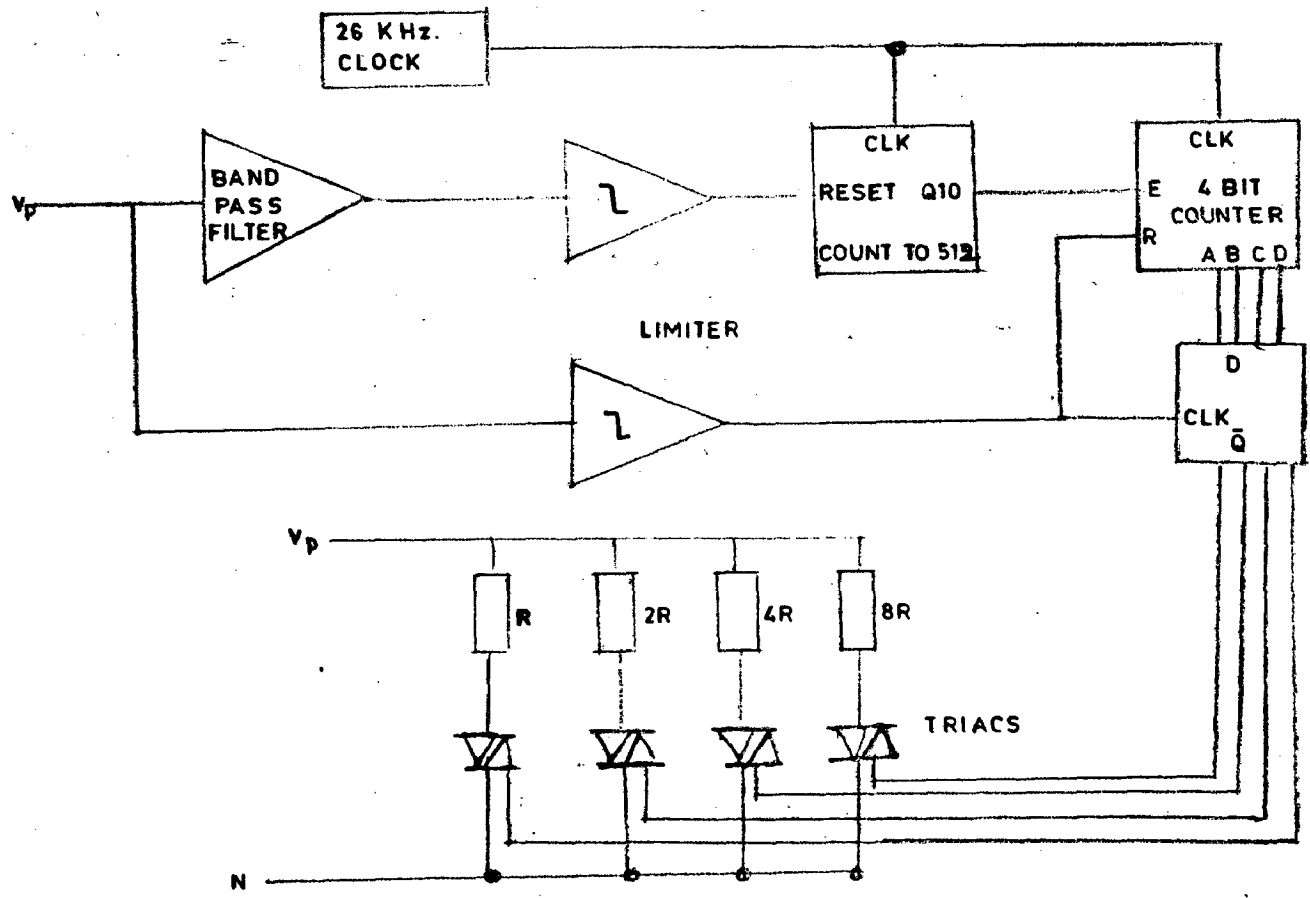 26 KHz.
CLOCK
Vp
BAND
PASS
FILTER
CLK
RESET Q10
COUNT TO 512
CLK
E 4 BIT
COUNTER
R
A B C D
LIMITER
D
CLK
Q̄
Vp
R
2R
4R
8R
TRIACS
N